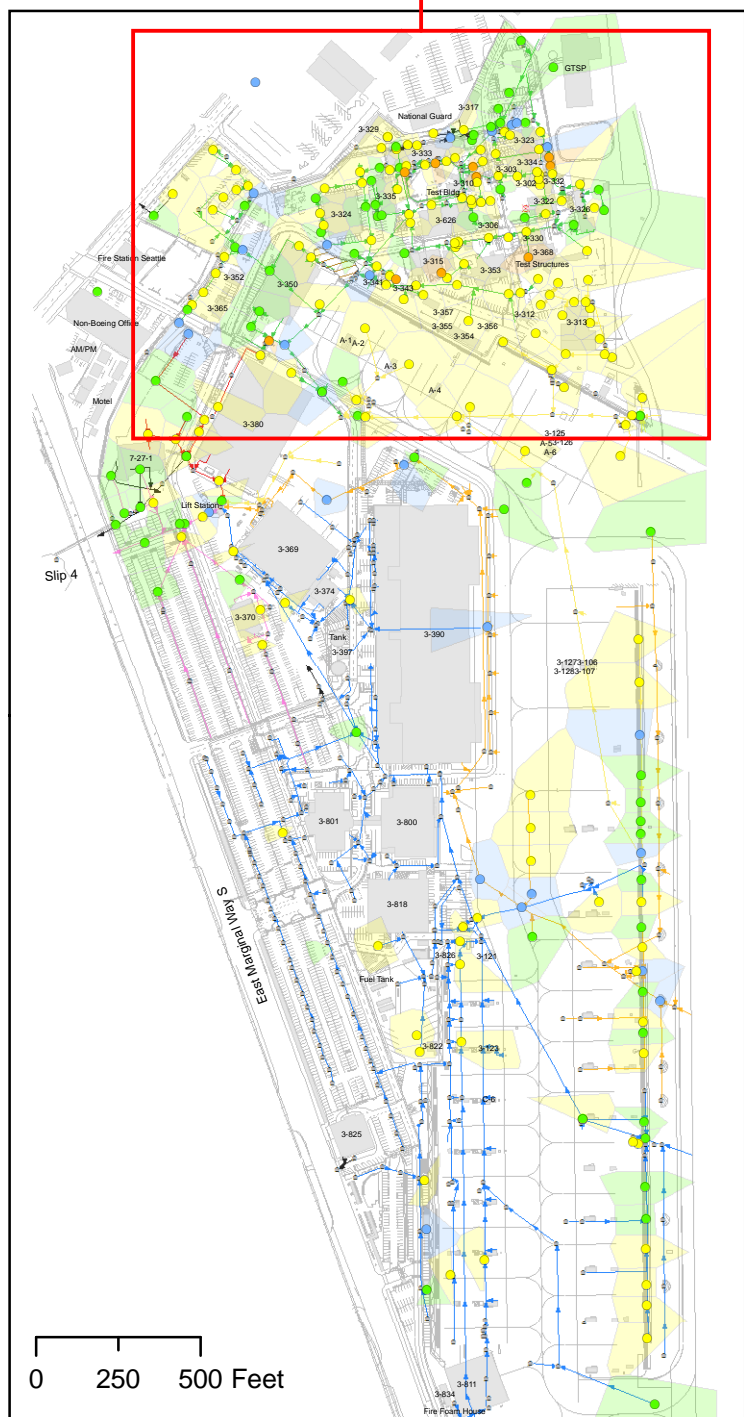 GTSP
3-317
National Guard
3-329
3-323
3-333
3-334
3-303
3-310
3-302
3-332
Test Bldg
3-335
3-322
3-326
3-324
3-626
3-306
3-330
3-368
Fire Station Seattle
3-315
Test Structures
3-352
3-353
3-350
3-341
3-343
3-365
3-357
3-312
3-313
Non-Boeing Office
3-355
3-356
3-354
A-1
A-2
AM/PM
A-3
Motel
A-4
3-380
3-125
A-5
3-126
A-6
7-27-1
Lift Station
3-369
Slip 4
3-374
3-370
3-390
Tank
3-397
3-1273-106
3-1283-107
3-801
3-800
3-818
East Marginal Way S
3-826
3-121
Fuel Tank
3-822
3-123
C-6
3-825
0 250 500 Feet
3-811
3-834
Fire Foam House